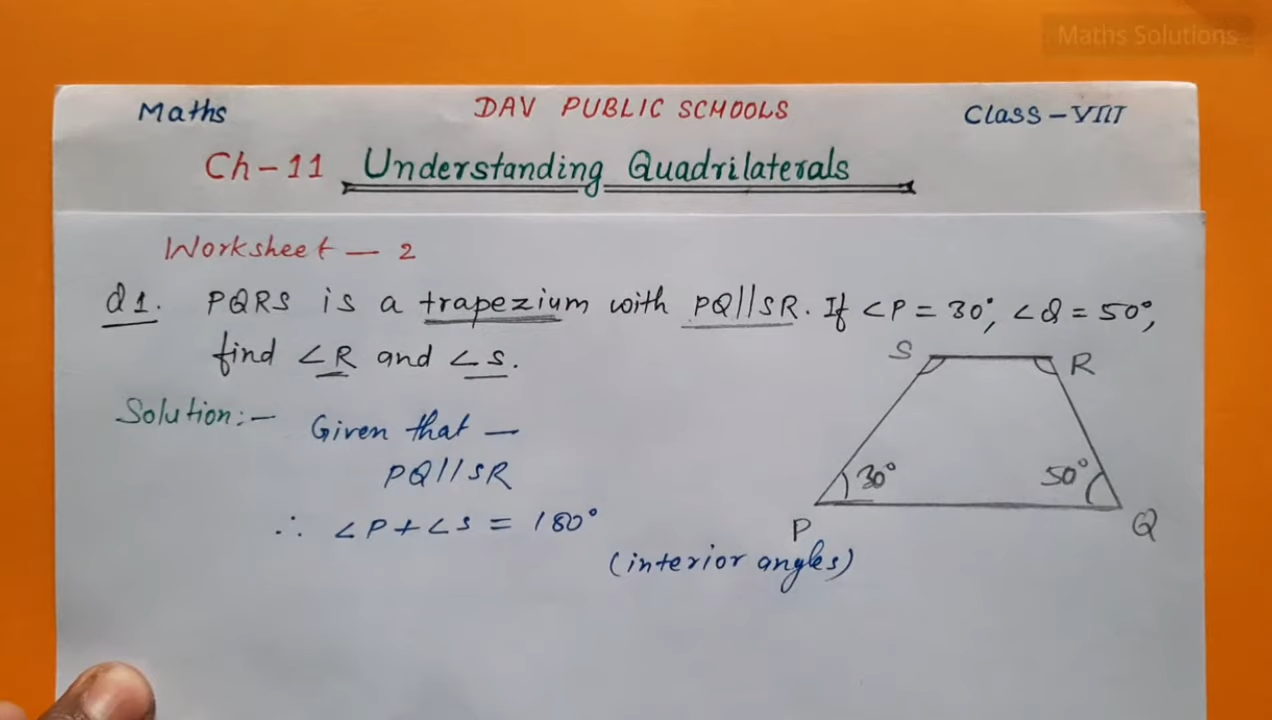 Maths Solutions
Maths DAV PUBLIC SCHOOLS Class-VIII
Ch-11 Understanding Quadrilaterals
Worksheet - 2
Q1. PQRS is a trapezium with PQ//SR. If ∠P = 30°, ∠Q = 50°,
find ∠R and ∠S.
S R
Solution:- Given that -
PQ//SR
30° 50°
∴ ∠P+∠S = 180°
P Q
(interior angles)